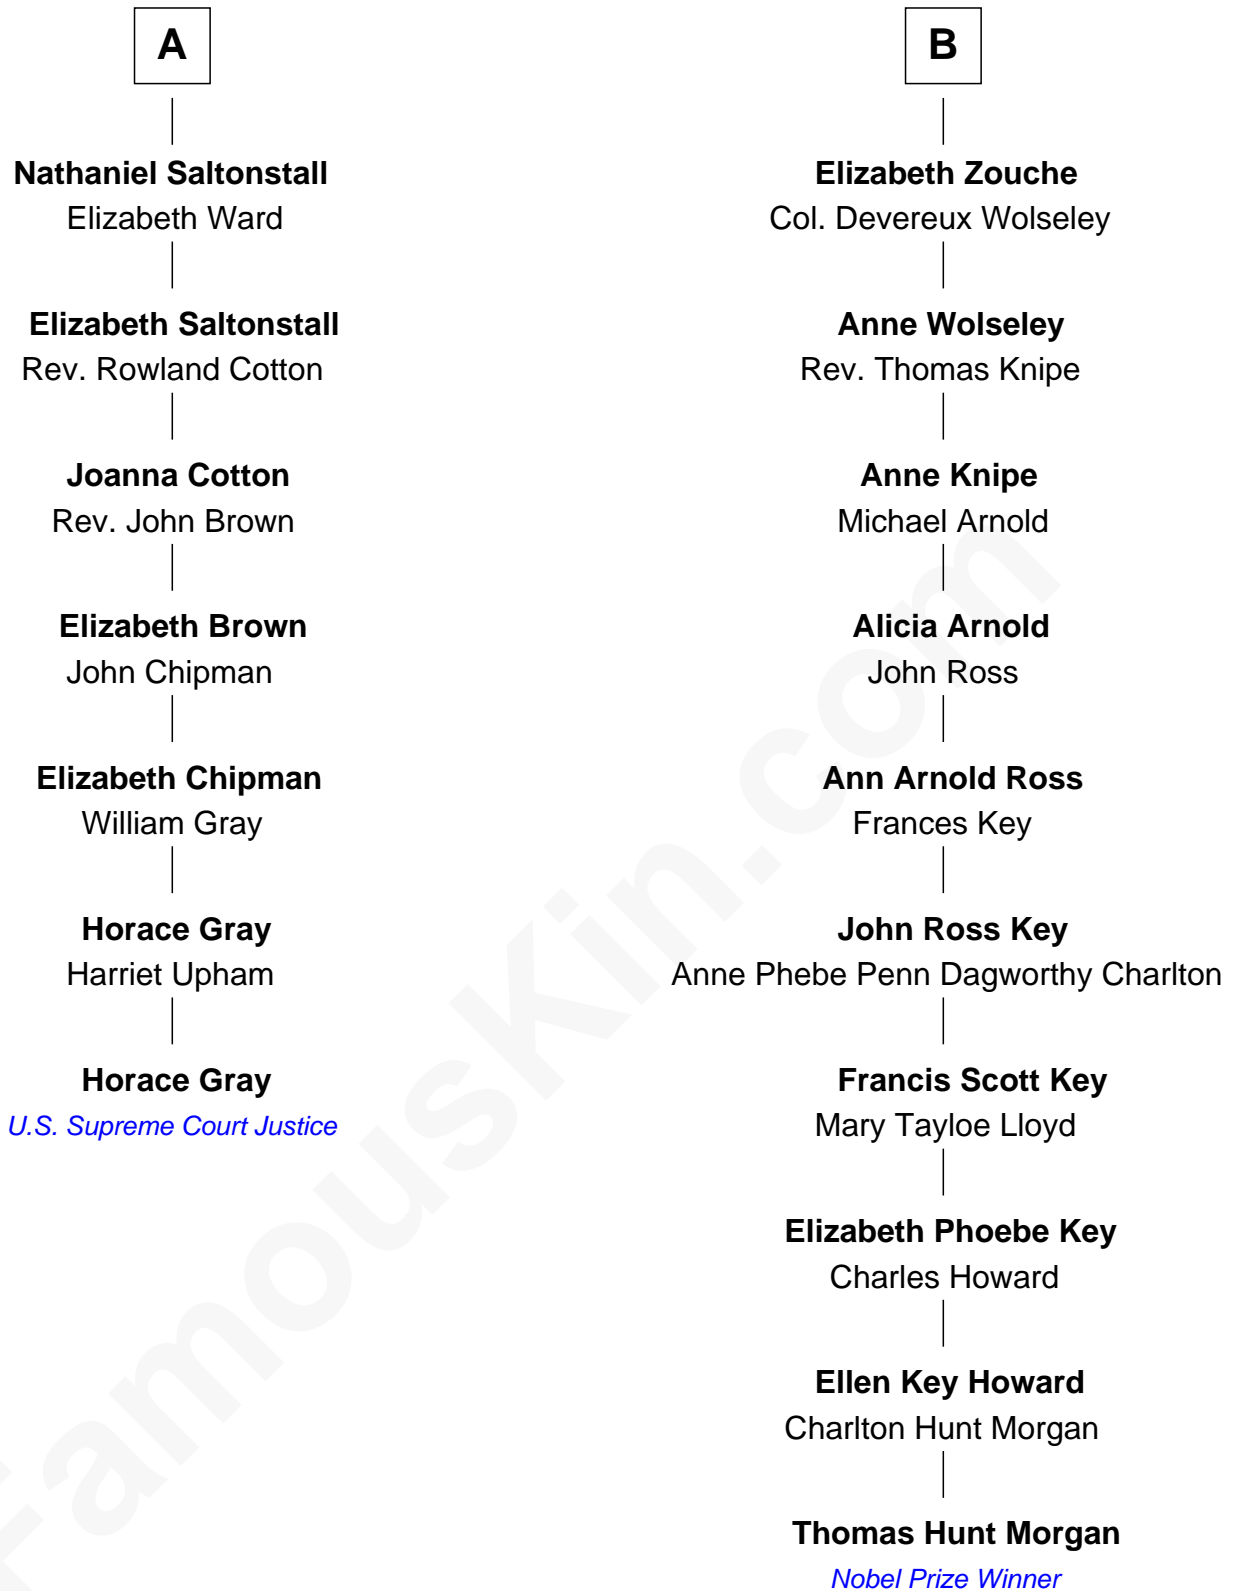 A
Nathaniel Saltonstall
Elizabeth Ward
Elizabeth Saltonstall
Rev. Rowland Cotton
Joanna Cotton
Rev. John Brown
Elizabeth Brown
John Chipman
Elizabeth Chipman
William Gray
Horace Gray
Harriet Upham
Horace Gray
U.S. Supreme Court Justice
B
Elizabeth Zouche
Col. Devereux Wolseley
Anne Wolseley
Rev. Thomas Knipe
Anne Knipe
Michael Arnold
Alicia Arnold
John Ross
Ann Arnold Ross
Frances Key
John Ross Key
Anne Phebe Penn Dagworthy Charlton
Francis Scott Key
Mary Tayloe Lloyd
Elizabeth Phoebe Key
Charles Howard
Ellen Key Howard
Charlton Hunt Morgan
Thomas Hunt Morgan
Nobel Prize Winner
FamousKin.com